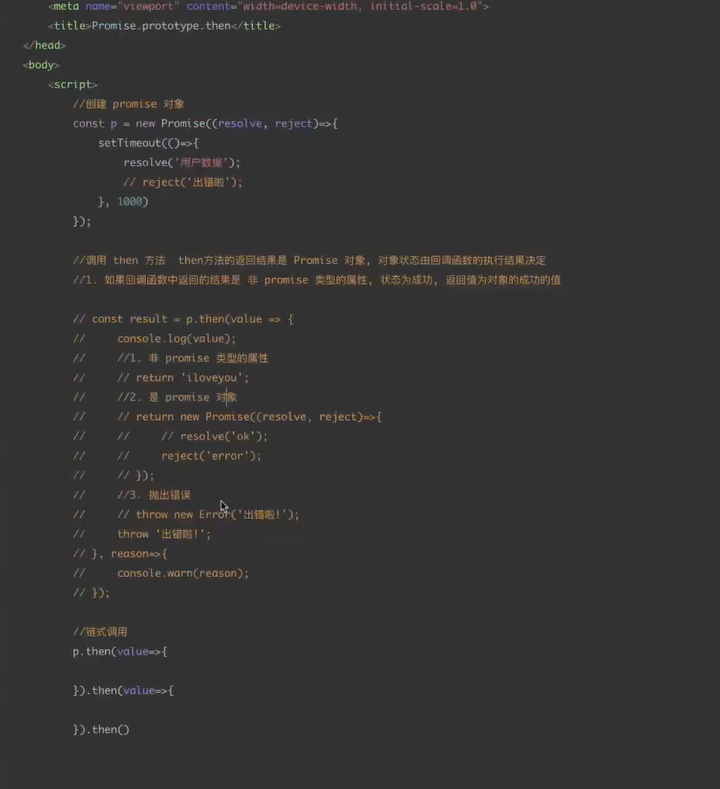 <meta name="viewport" content="width=device-width, initial-scale=1.0">
<title>Promise.prototype.then</title>
</head>
<body>
<script>
//创建 promise 对象
const p = new Promise((resolve, reject)=>{
setTimeout(()=>{
resolve('用户数据');
// reject('出错啦');
}, 1000)
});
//调用 then 方法  then方法的返回结果是 Promise 对象, 对象状态由回调函数的执行结果决定
//1. 如果回调函数中返回的结果是 非 promise 类型的属性, 状态为成功, 返回值为对象的成功的值
// const result = p.then(value => {
//     console.log(value);
//     //1. 非 promise 类型的属性
//     // return 'iloveyou';
//     //2. 是 promise 对象
//     // return new Promise((resolve, reject)=>{
//     //     // resolve('ok');
//     //     reject('error');
//     // });
//     //3. 抛出错误
//     // throw new Error('出错啦!');
//     throw '出错啦!';
// }, reason=>{
//     console.warn(reason);
// });
//链式调用
p.then(value=>{
}).then(value=>{
}).then()